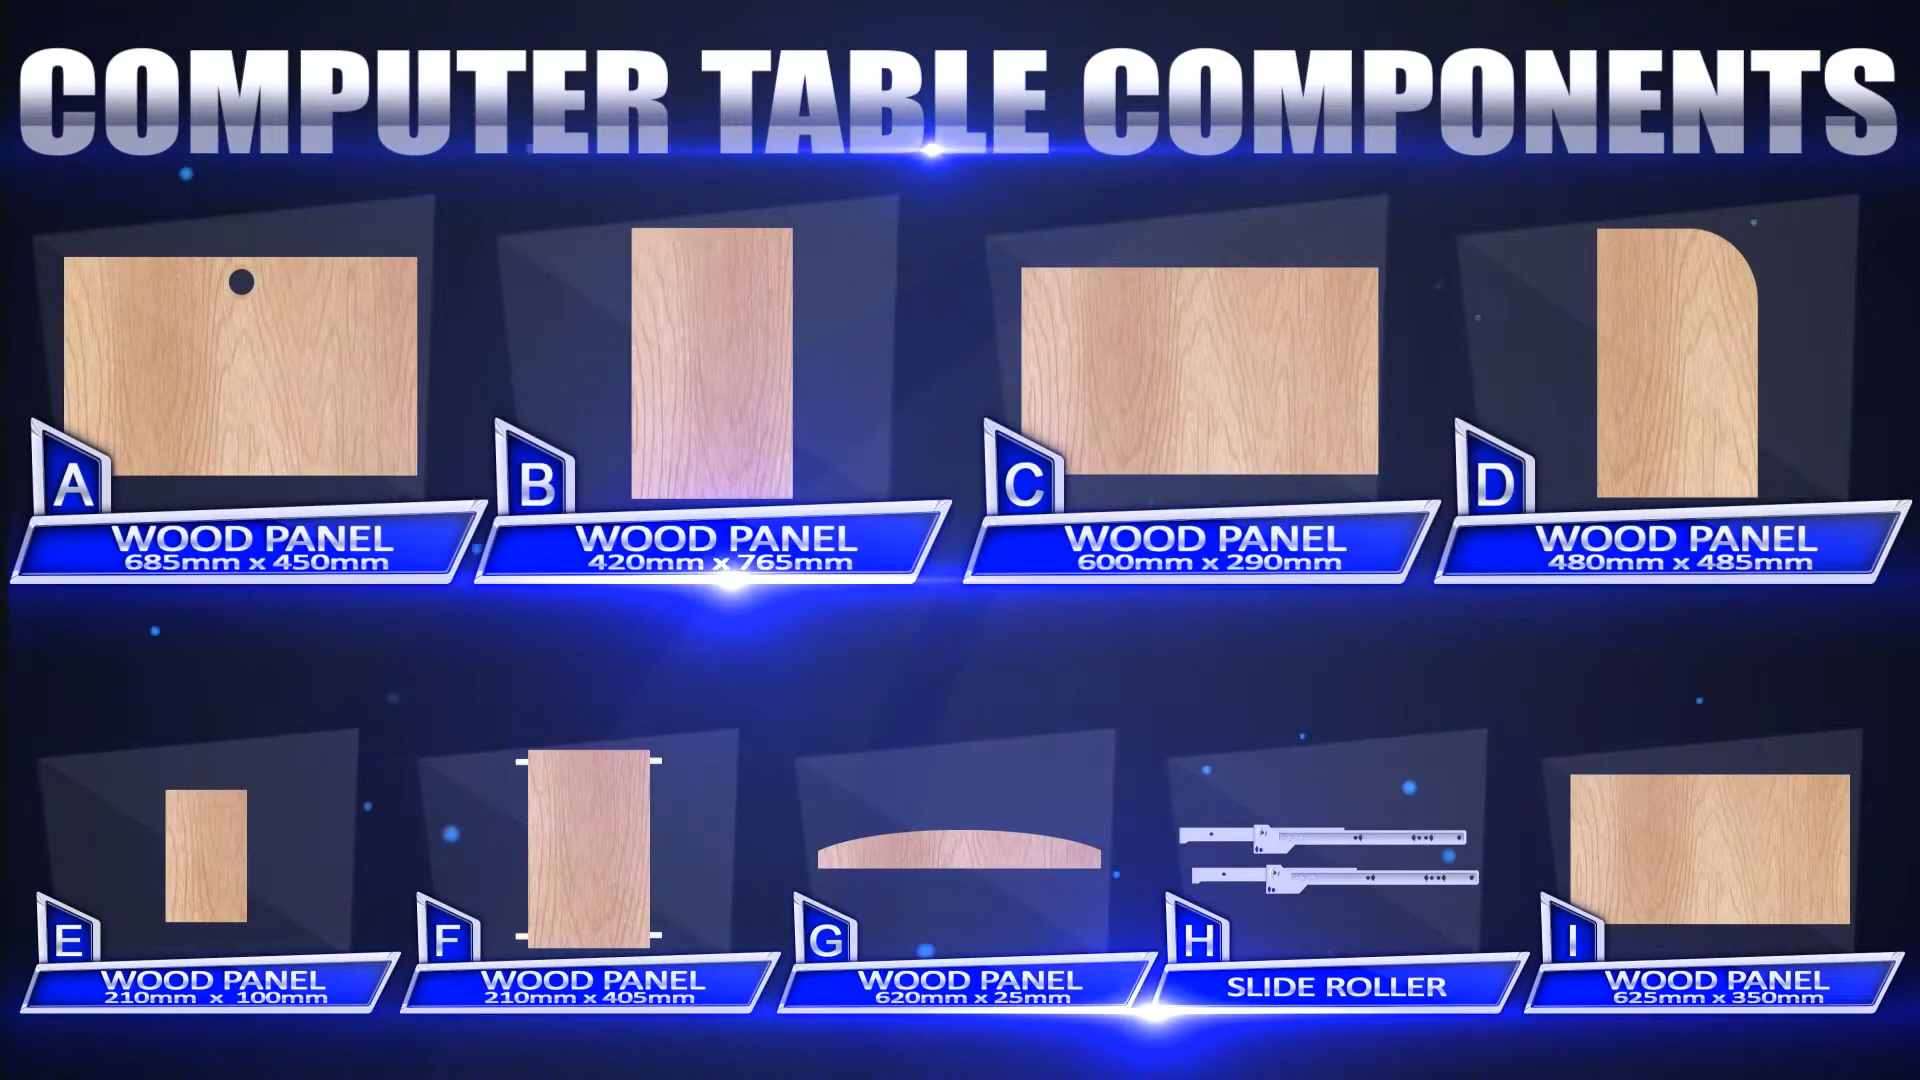 COMPUTER TABLE COMPONENTS
A
WOOD PANEL
685mm x 450mm
B
WOOD PANEL
420mm x 765mm
C
WOOD PANEL
600mm x 290mm
D
WOOD PANEL
480mm x 485mm
E
WOOD PANEL
210mm x 100mm
F
WOOD PANEL
210mm x 405mm
G
WOOD PANEL
620mm x 25mm
H
SLIDE ROLLER
I
WOOD PANEL
625mm x 350mm